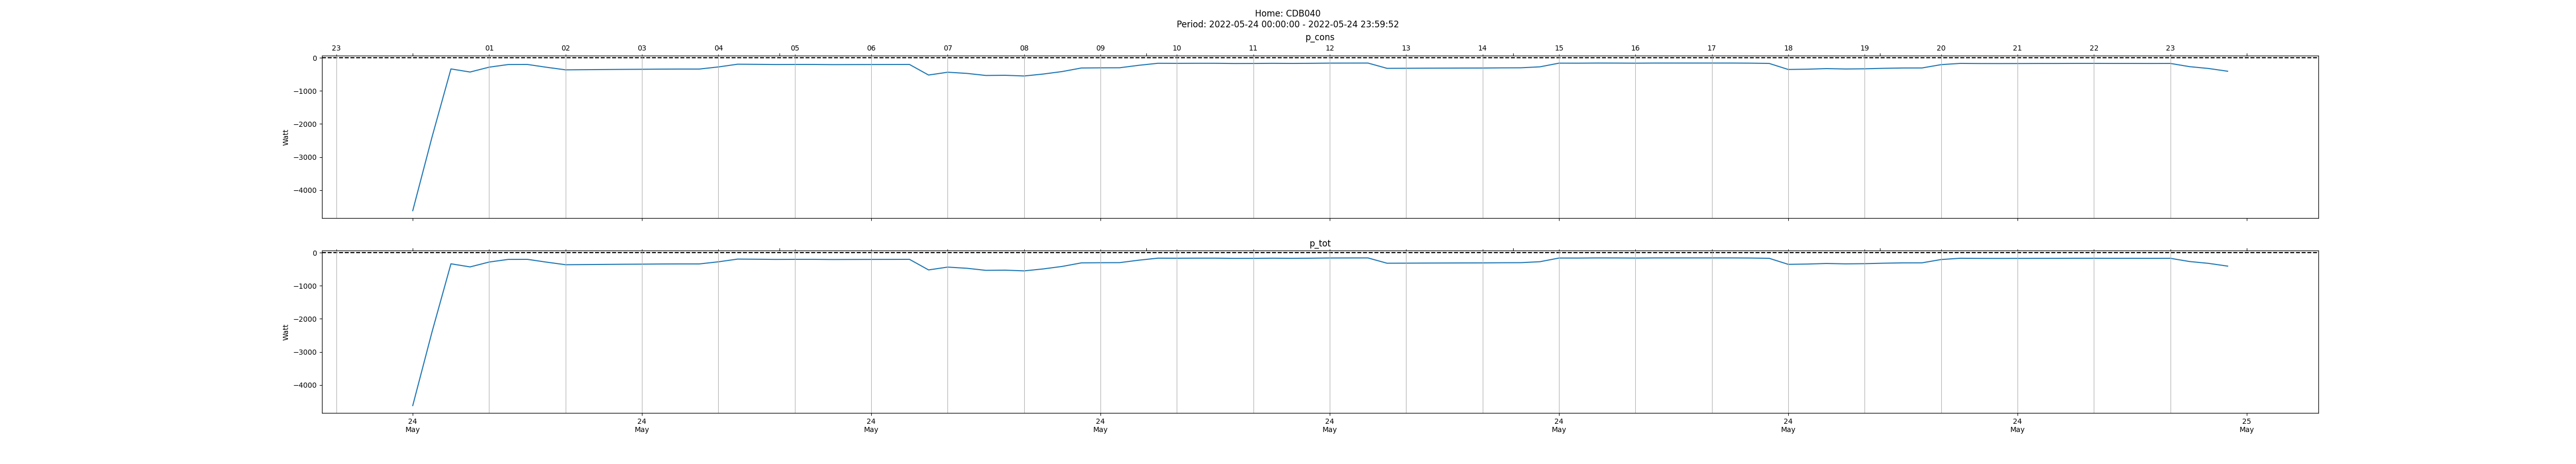 Home: CDB040
Period: 2022-05-24 00:00:00 - 2022-05-24 23:59:52
p_cons
23 01 02 03 04 05 06 07 08 09 10 11 12 13 14 15 16 17 18 19 20 21 22 23
0
−1000
−2000
−3000
−4000
Watt
p_tot
0
−1000
−2000
−3000
−4000
Watt
24 24 24 24 24 24 24 24 25
May May May May May May May May May